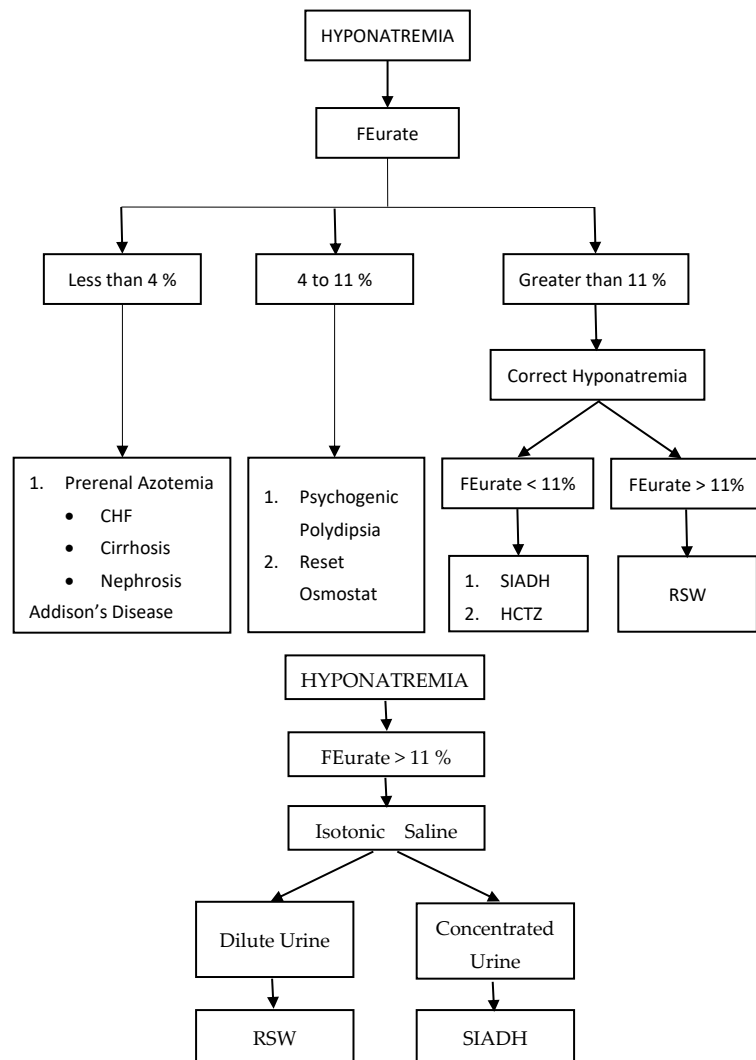 HYPONATREMIA
FEurate
Less than 4 %
4 to 11 %
Greater than 11 %
Correct Hyponatremia
1. Prerenal Azotemia
• CHF
• Cirrhosis
• Nephrosis
Addison's Disease
1. Psychogenic
Polydipsia
2. Reset
Osmostat
FEurate < 11%
FEurate > 11%
1. SIADH
2. HCTZ
RSW
HYPONATREMIA
FEurate > 11 %
Isotonic Saline
Dilute Urine
Concentrated
Urine
RSW
SIADH